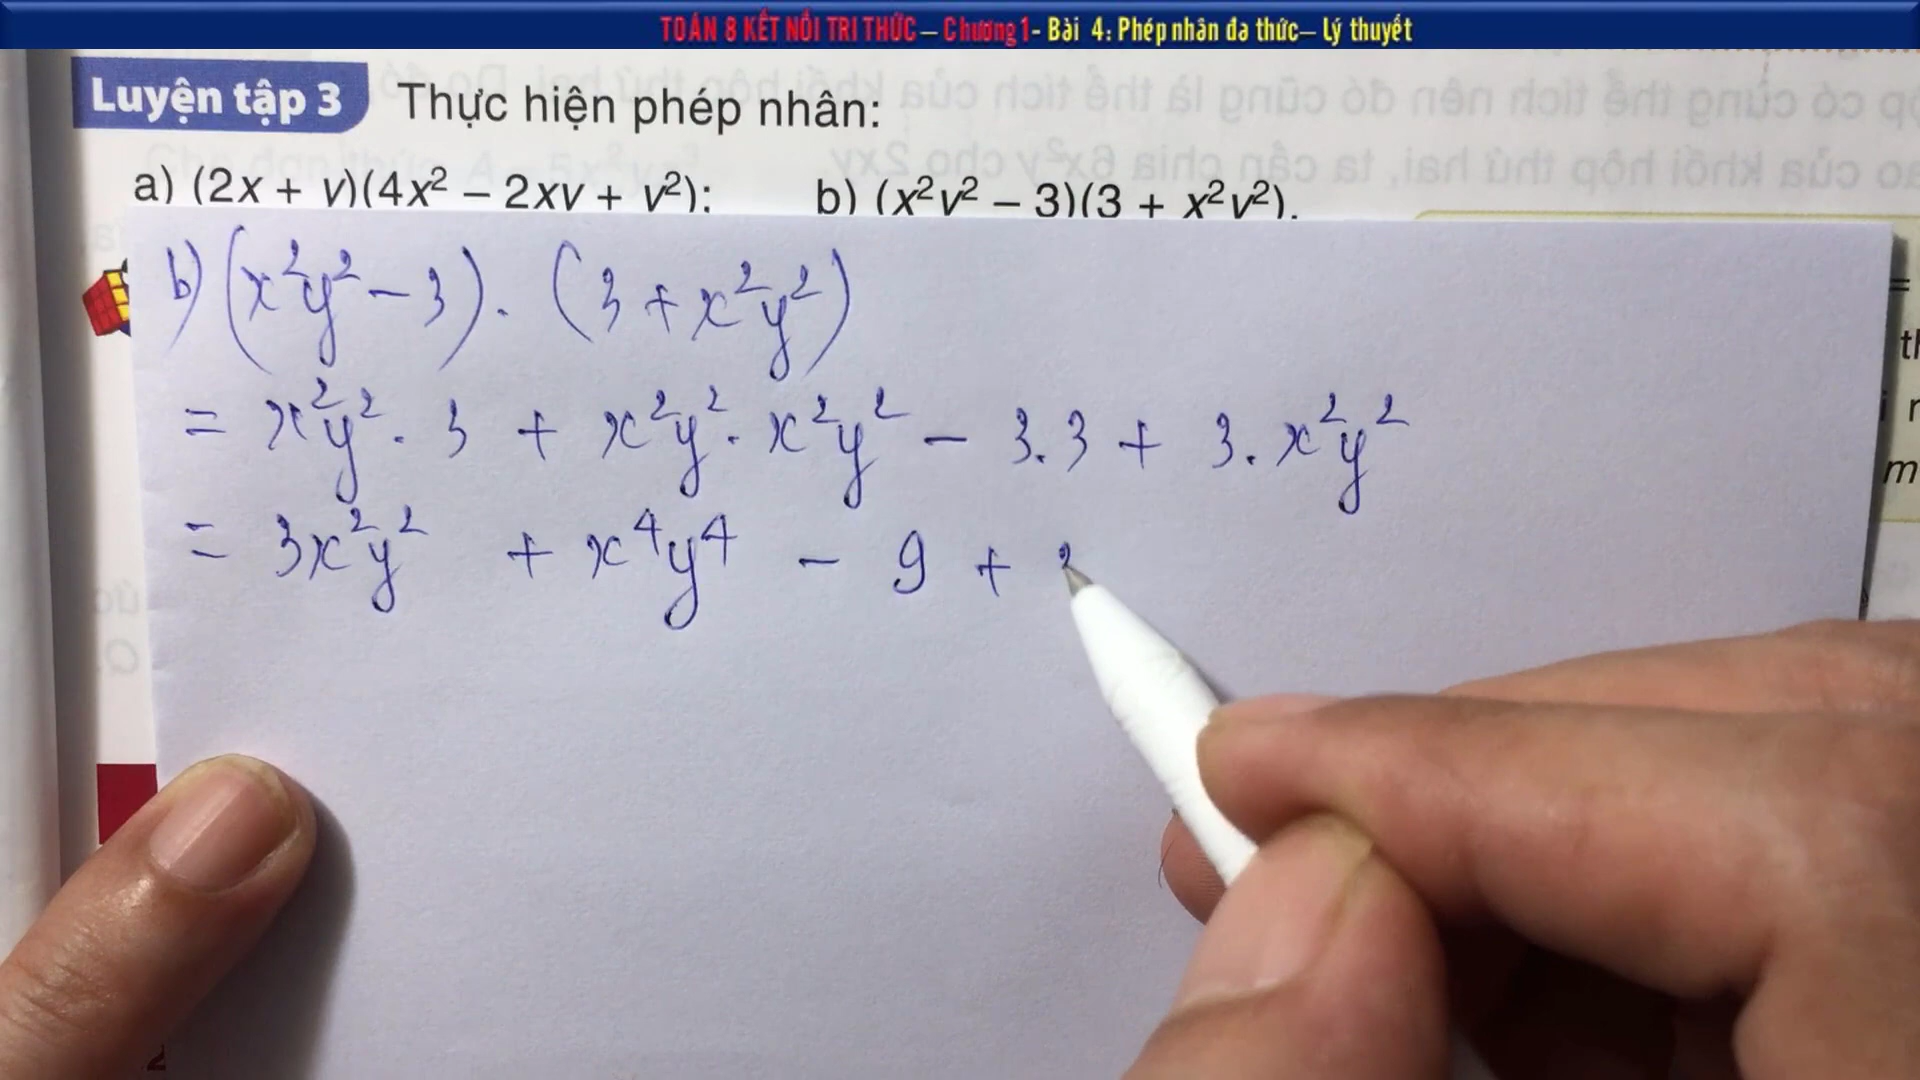 TOÁN 8 KẾT NỐI TRI THỨC – Chương 1 - Bài 4: Phép nhân đa thức– Lý thuyết
Luyện tập 3 Thực hiện phép nhân:
a) (2x + y)(4x² – 2xy + y²); b) (x²y² – 3)(3 + x²y²).
b) (x²y² - 3) . (3 + x²y²)
= x²y² . 3 + x²y² . x²y² - 3.3 + 3.x²y²
= 3x²y² + x⁴y⁴ - 9 +